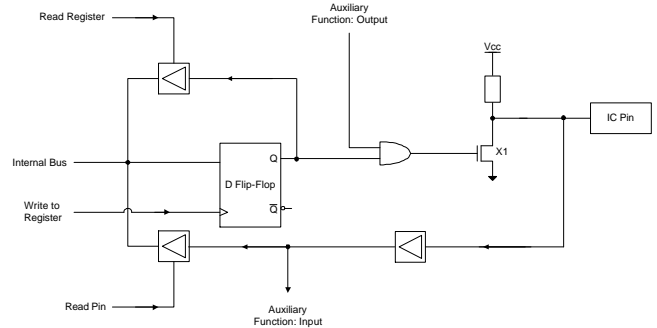 Read Register
Auxiliary
Function: Output
Vcc
IC Pin
X1
Internal Bus
Q
D Flip-Flop
Q
Write to
Register
Read Pin
Auxiliary
Function: Input